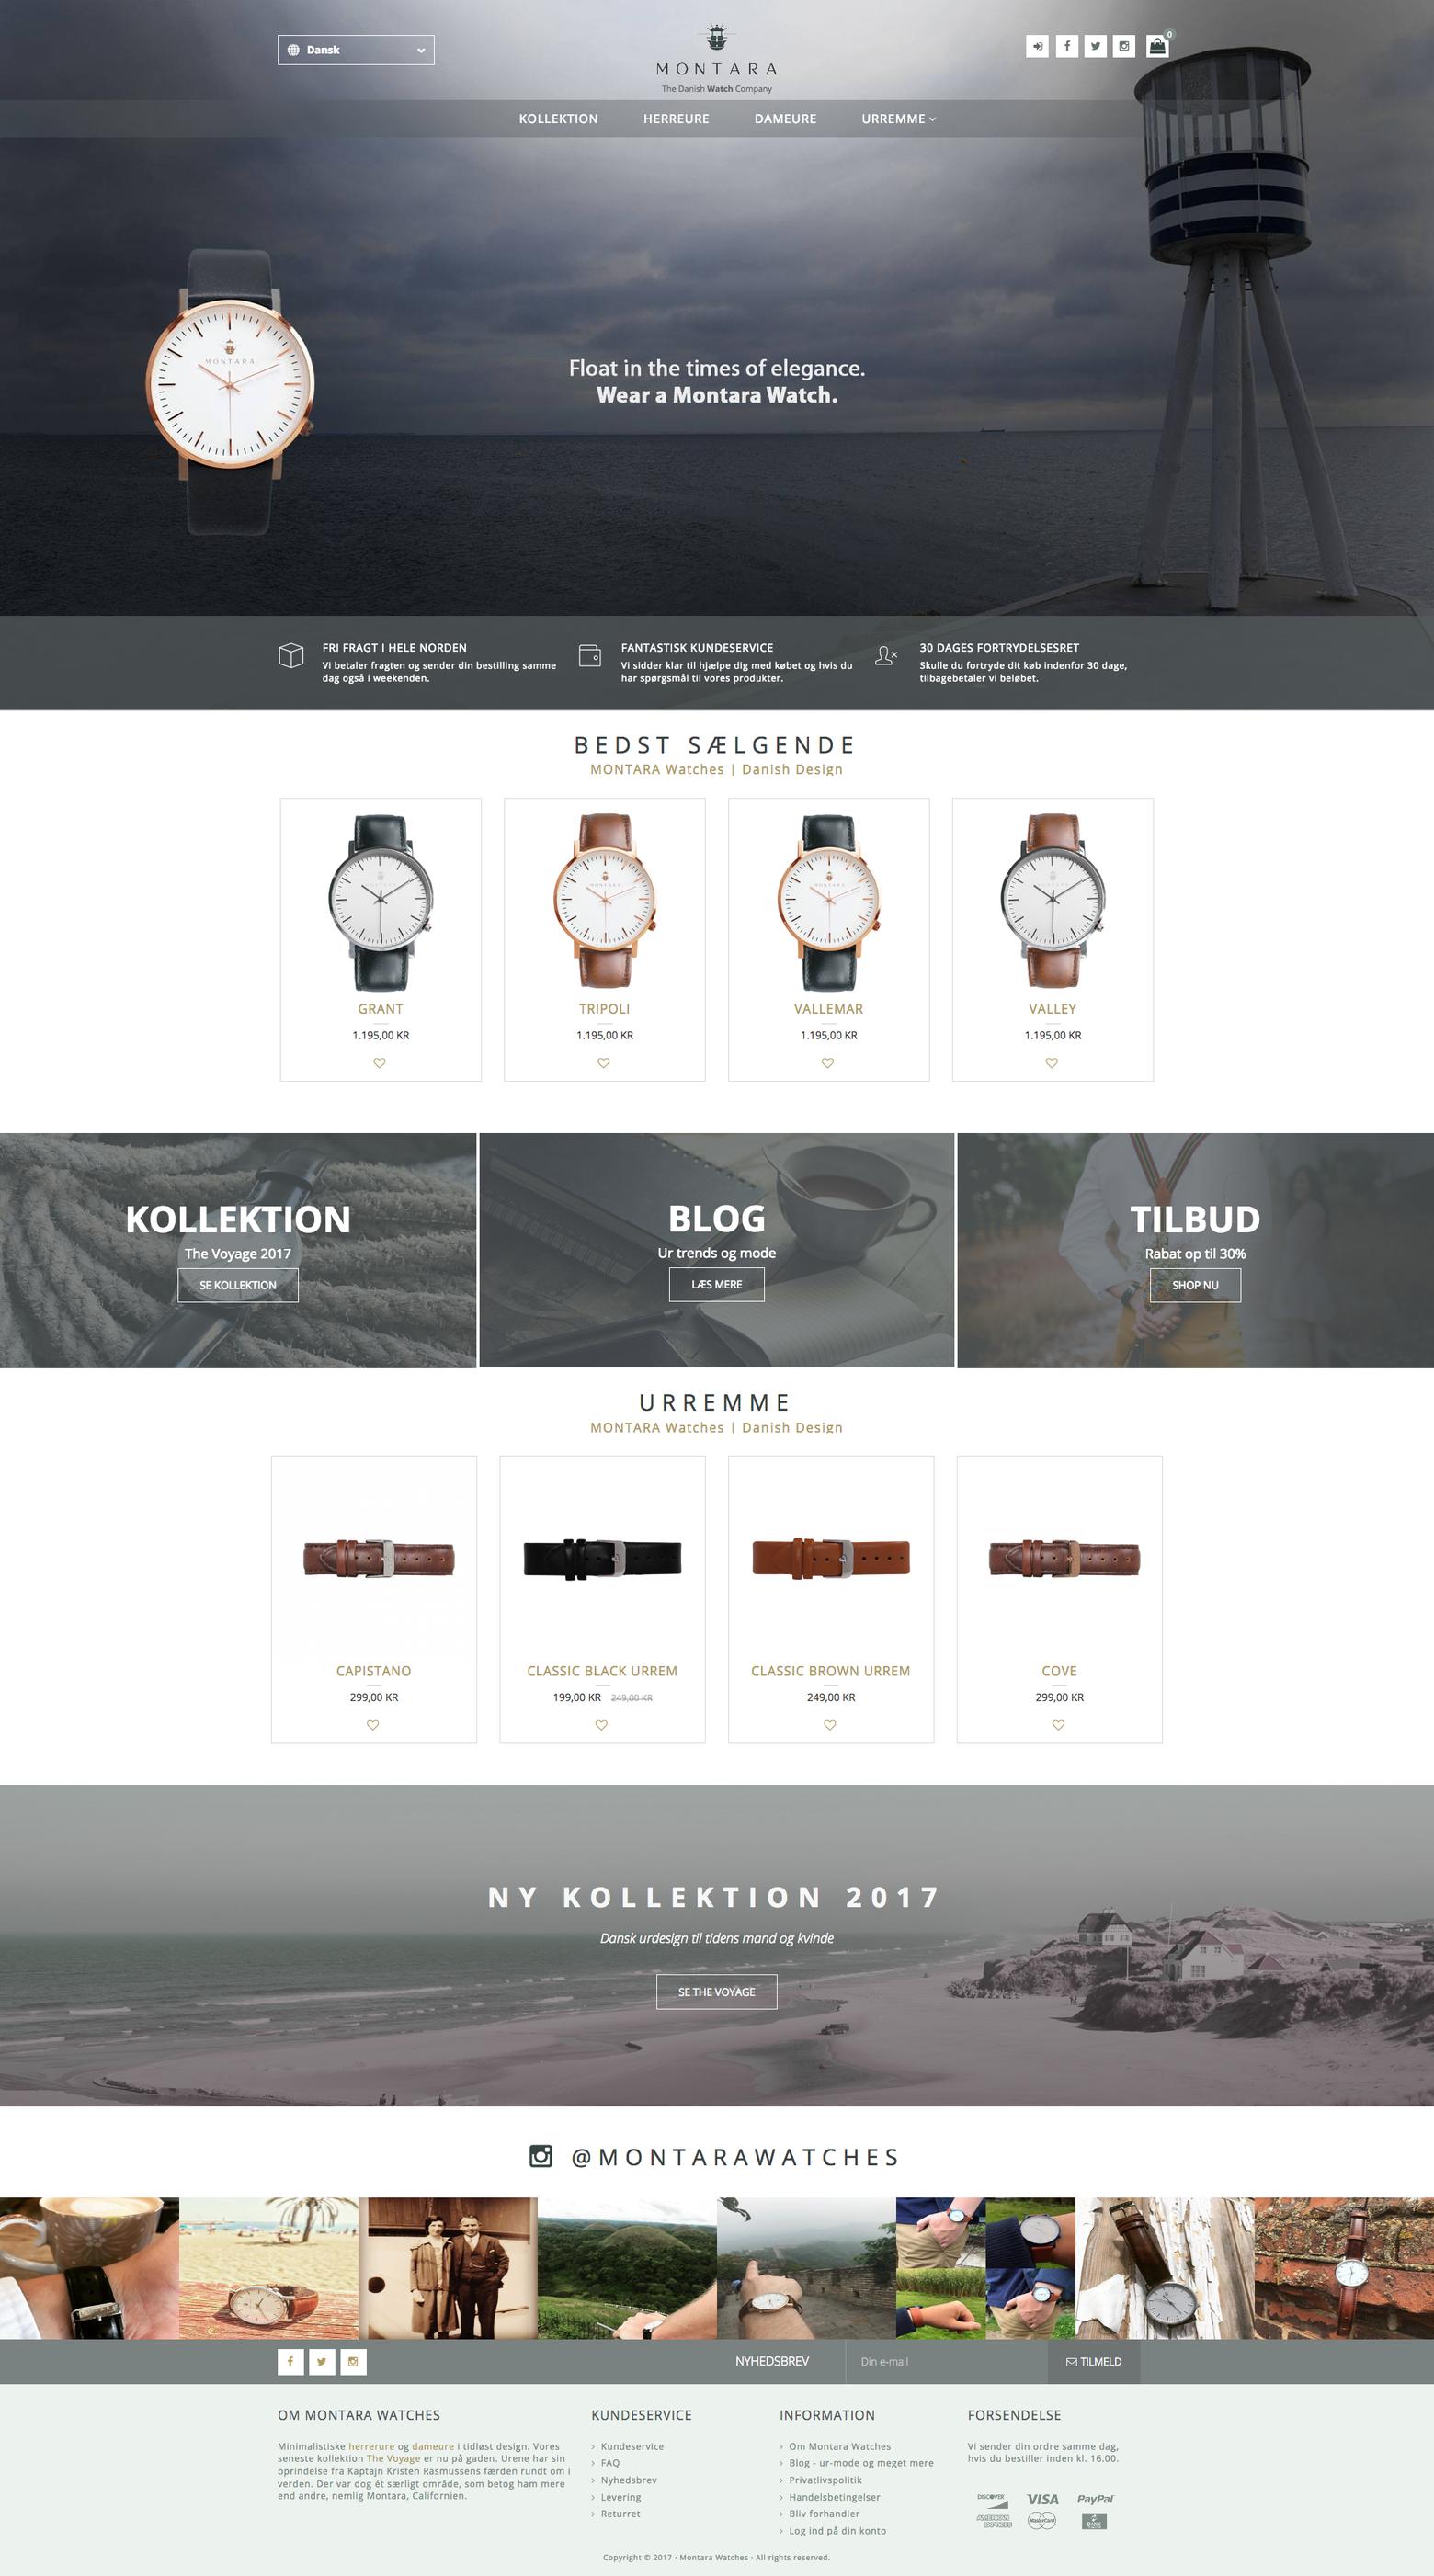 Dansk
MONTARA
The Danish Watch Company
0
KOLLEKTION
HERREURE
DAMEURE
URREMME
MONTARA
Float in the times of elegance.
Wear a Montara Watch.
FRI FRAGT I HELE NORDEN
Vi betaler fragten og sender din bestilling samme
dag også i weekenden.
FANTASTISK KUNDESERVICE
Vi sidder klar til hjælpe dig med købet og hvis du
har spørgsmål til vores produkter.
30 DAGES FORTRYDELSESRET
Skulle du fortryde dit køb indenfor 30 dage,
tilbagebetaler vi beløbet.
BEDST SÆLGENDE
MONTARA Watches | Danish Design
MONTARA
MONTARA
GRANT
1.195,00 KR
TRIPOLI
1.195,00 KR
VALLEMAR
1.195,00 KR
VALLEY
1.195,00 KR
KOLLEKTION
The Voyage 2017
SE KOLLEKTION
BLOG
Ur trends og mode
LÆS MERE
TILBUD
Rabat op til 30%
SHOP NU
URREMME
MONTARA Watches | Danish Design
CAPISTANO
299,00 KR
CLASSIC BLACK URREM
199,00 KR 249,00 KR
CLASSIC BROWN URREM
249,00 KR
COVE
299,00 KR
NY KOLLEKTION 2017
Dansk urdesign til tidens mand og kvinde
SE THE VOYAGE
@MONTARAWATCHES
NYHEDSBREV
Din e-mail
TILMELD
OM MONTARA WATCHES
Minimalistiske herrerure og dameure i tidløst design. Vores
seneste kollektion The Voyage er nu på gaden. Urene har sin
oprindelse fra Kaptajn Kristen Rasmussens færden rundt om i
verden. Der var dog ét særligt område, som betog ham mere
end andre, nemlig Montara, Californien.
KUNDESERVICE
Kundeservice
FAQ
Nyhedsbrev
Levering
Returret
INFORMATION
Om Montara Watches
Blog - ur-mode og meget mere
Privatlivspolitik
Handelsbetingelser
Bliv forhandler
Log ind på din konto
FORSENDELSE
Vi sender din ordre samme dag,
hvis du bestiller inden kl. 16.00.
DISCOVER
VISA
PayPal
AMERICAN
EXPRESS
MasterCard
BANK
Copyright © 2017 · Montara Watches · All rights reserved.